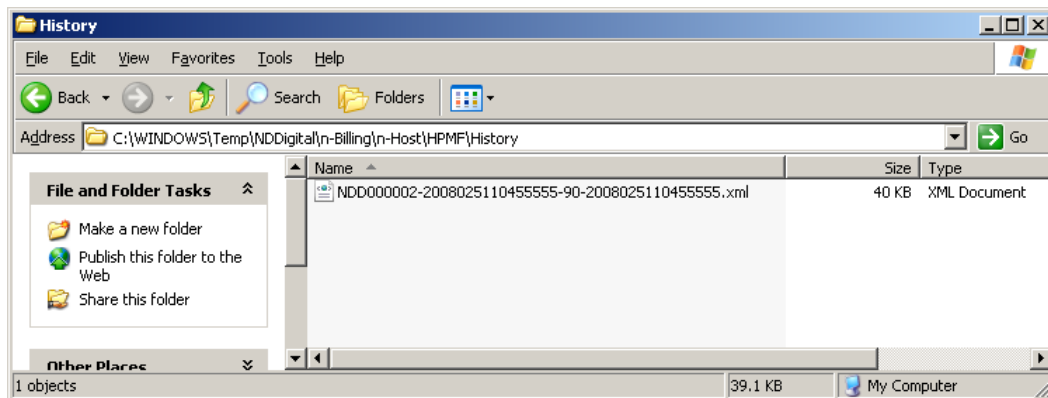 History
File Edit View Favorites Tools Help
Back Search Folders
Address C:\WINDOWS\Temp\NDDigital\n-Billing\n-Host\HPMF\History Go
Name Size Type
File and Folder Tasks
NDD000002-2008025110455555-90-2008025110455555.xml 40 KB XML Document
Make a new folder
Publish this folder to the
Web
Share this folder
Other Places
1 objects 39.1 KB My Computer